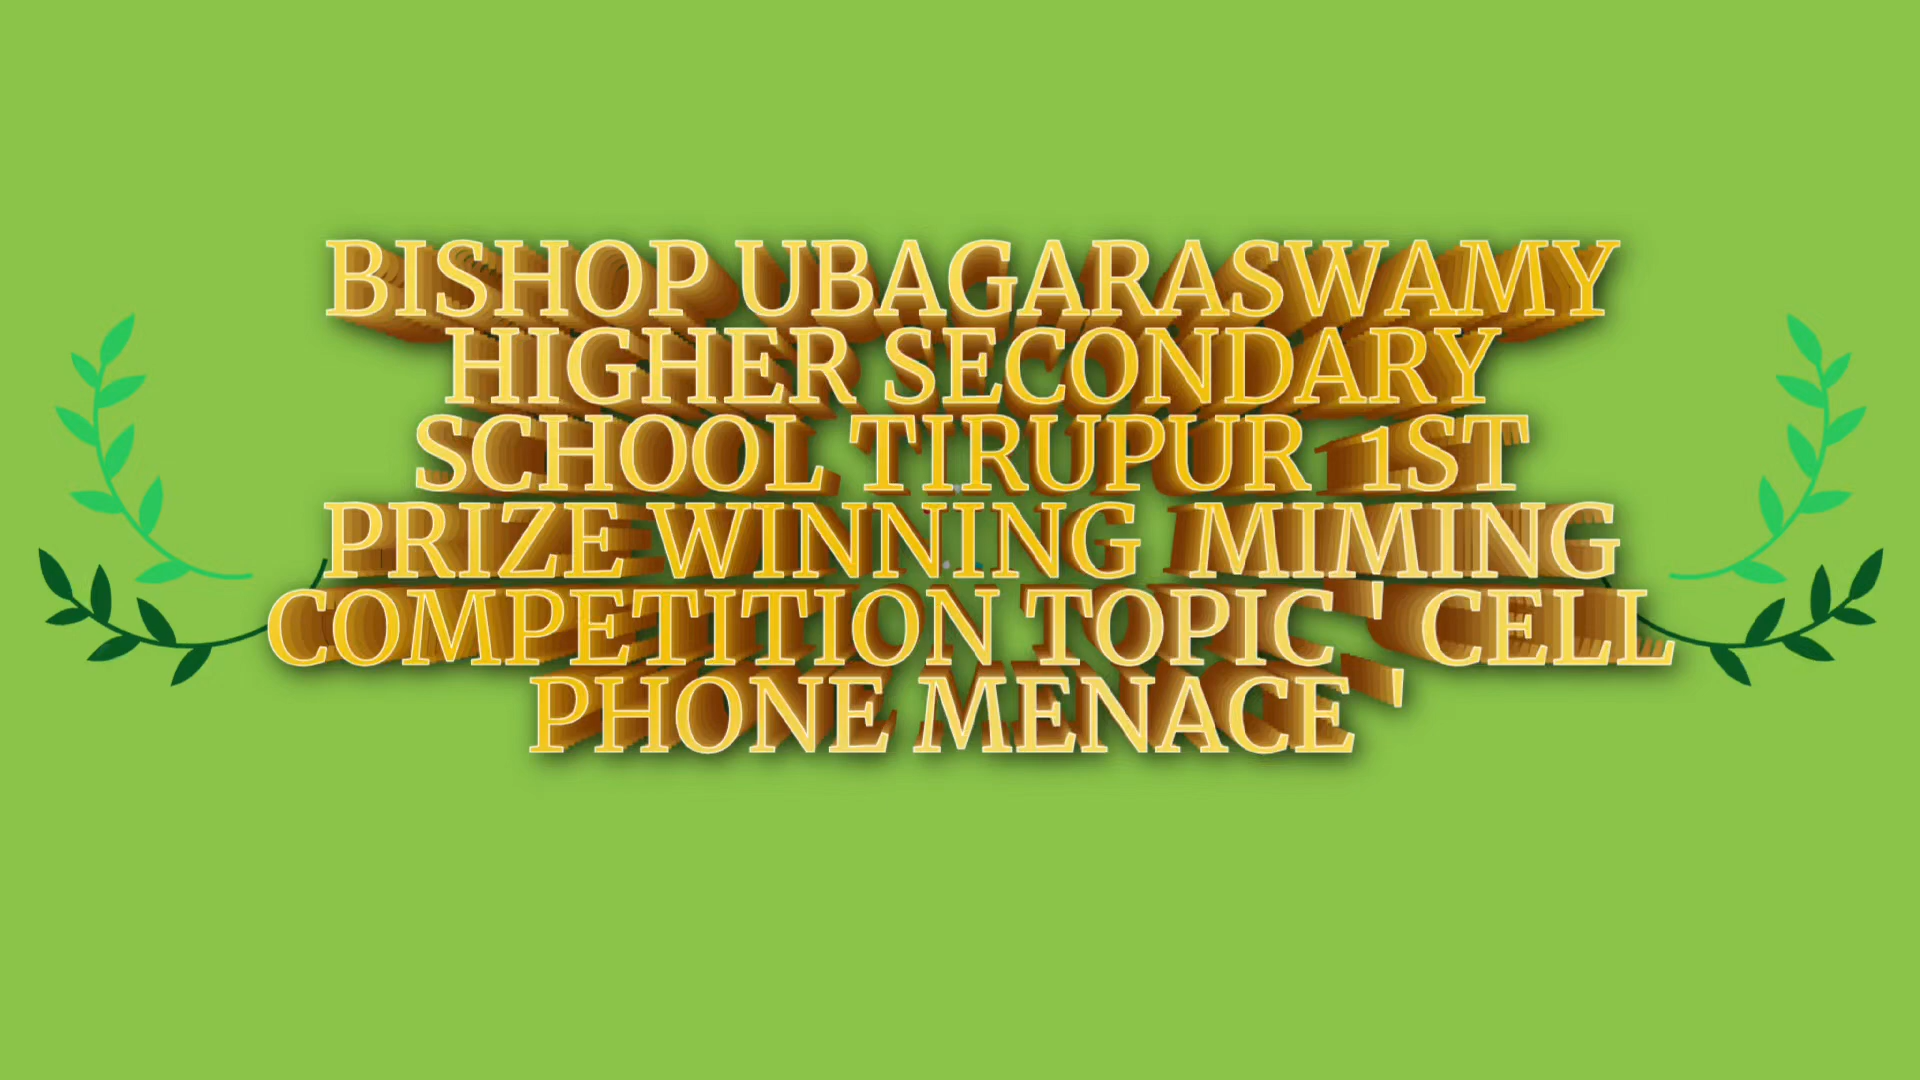 BISHOP UBAGARASWAMY
HIGHER SECONDARY
SCHOOL TIRUPUR 1ST
PRIZE WINNING MIMING
COMPETITION TOPIC ' CELL
PHONE MENACE '